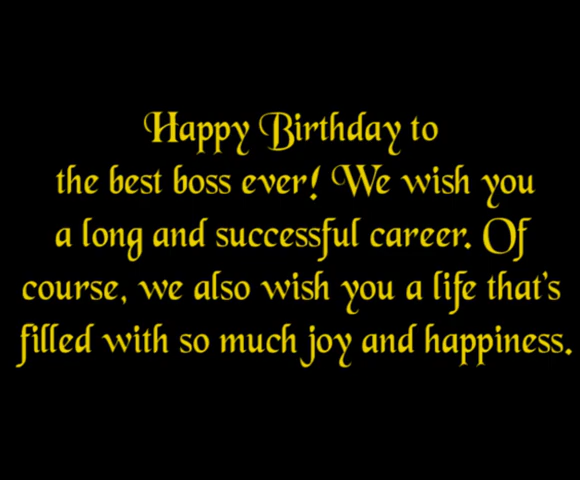 Happy Birthday to
the best boss ever! We wish you
a long and successful career. Of
course, we also wish you a life that's
filled with so much joy and happiness.